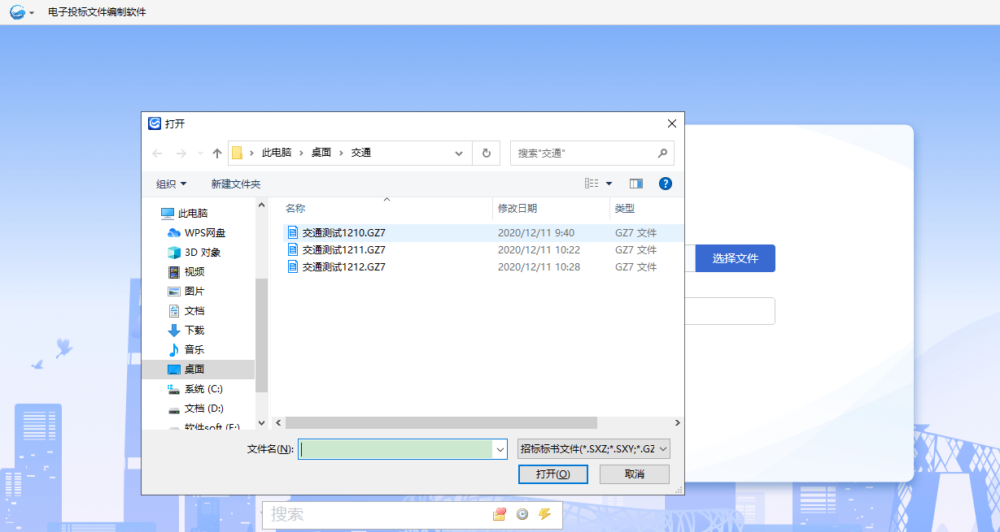 电子投标文件编制软件
打开
此电脑 桌面 交通
搜索"交通"
组织 新建文件夹
名称 修改日期 类型
此电脑
WPS网盘
3D 对象
视频
图片
文档
下载
音乐
桌面
系统 (C:)
文档 (D:)
软件soft (E:)
交通测试1210.GZ7 2020/12/11 9:40 GZ7 文件
交通测试1211.GZ7 2020/12/11 10:22 GZ7 文件
交通测试1212.GZ7 2020/12/11 10:28 GZ7 文件
选择文件
文件名(N):
招标标书文件(*.SXZ;*.SXY;*.GZ
打开(O) 取消
搜索